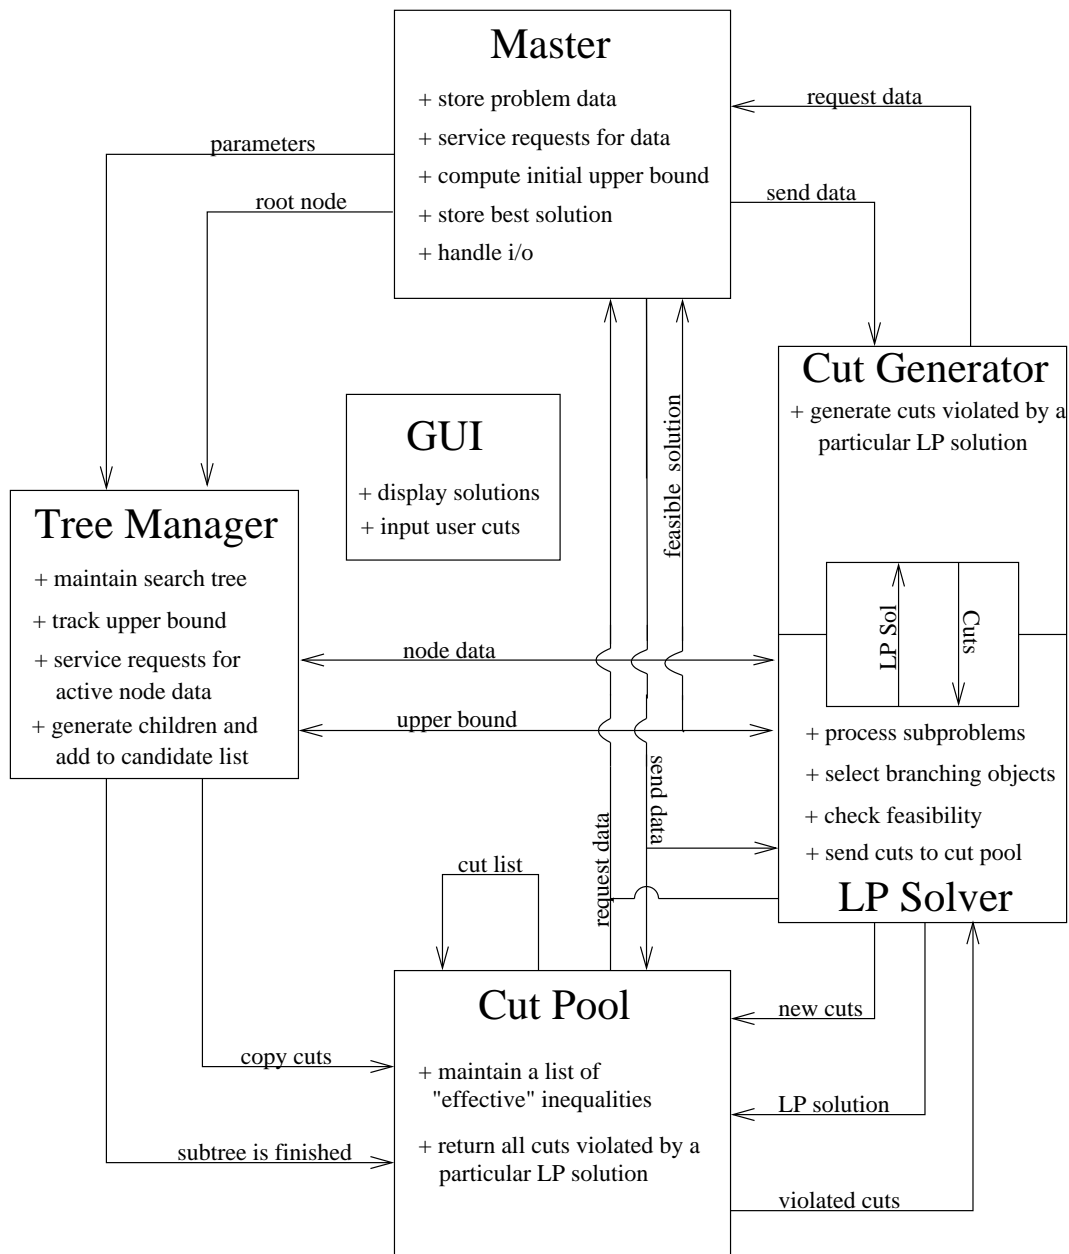 Master
+ store problem data
+ service requests for data
+ compute initial upper bound
+ store best solution
+ handle i/o
request data
send data
parameters
root node
Cut Generator
+ generate cuts violated by a
particular LP solution
GUI
+ display solutions
+ input user cuts
feasible solution
Tree Manager
+ maintain search tree
+ track upper bound
+ service requests for
active node data
+ generate children and
add to candidate list
node data
upper bound
LP Sol
Cuts
+ process subproblems
+ select branching objects
+ check feasibility
+ send cuts to cut pool
LP Solver
send data
request data
cut list
Cut Pool
+ maintain a list of
"effective" inequalities
+ return all cuts violated by a
particular LP solution
copy cuts
subtree is finished
new cuts
LP solution
violated cuts